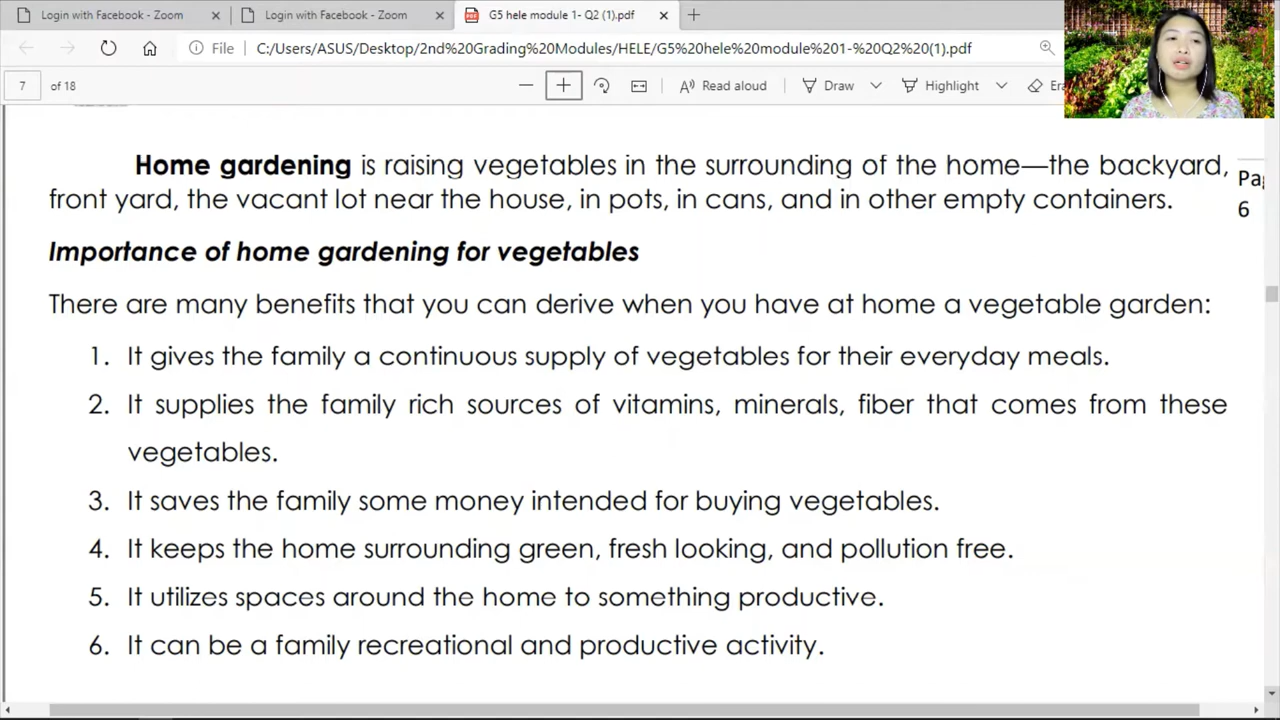 Login with Facebook - Zoom
Login with Facebook - Zoom
G5 hele module 1- Q2 (1).pdf
File
C:/Users/ASUS/Desktop/2nd%20Grading%20Modules/HELE/G5%20hele%20module%201-%20Q2%20(1).pdf
7 of 18
Read aloud
Draw
Highlight
Home gardening is raising vegetables in the surrounding of the home—the backyard,
front yard, the vacant lot near the house, in pots, in cans, and in other empty containers.
6
Importance of home gardening for vegetables
There are many benefits that you can derive when you have at home a vegetable garden:
1. It gives the family a continuous supply of vegetables for their everyday meals.
2. It supplies the family rich sources of vitamins, minerals, fiber that comes from these
vegetables.
3. It saves the family some money intended for buying vegetables.
4. It keeps the home surrounding green, fresh looking, and pollution free.
5. It utilizes spaces around the home to something productive.
6. It can be a family recreational and productive activity.